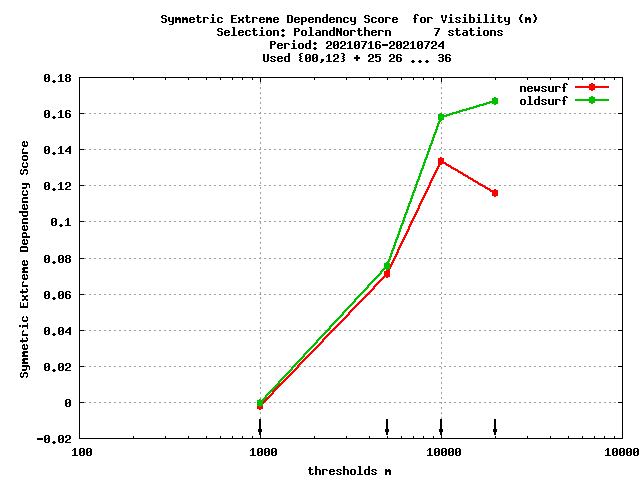 Symmetric Extreme Dependency Score  for Visibility (m)
Selection: PolandNorthern      7 stations
Period: 20210716-20210724
Used {00,12} + 25 26 ... 36
newsurf
oldsurf
0.18
0.16
0.14
0.12
0.1
0.08
0.06
0.04
0.02
0
-0.02
Symmetric Extreme Dependency Score
100 1000 10000 100000
thresholds m